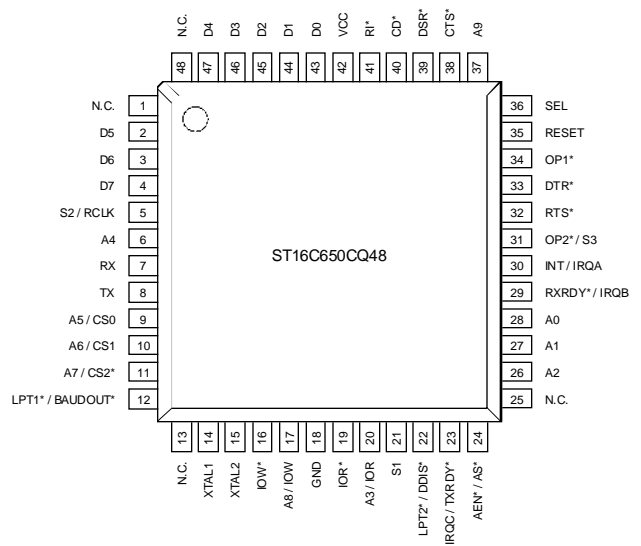 N.C. D4 D3 D2 D1 D0 VCC RI* CD* DSR* CTS* A9
48 47 46 45 44 43 42 41 40 39 38 37
N.C. 1
D5 2
D6 3
D7 4
S2 / RCLK 5
A4 6
RX 7
TX 8
A5 / CS0 9
A6 / CS1 10
A7 / CS2* 11
LPT1* / BAUDOUT* 12
ST16C650CQ48
36 SEL
35 RESET
34 OP1*
33 DTR*
32 RTS*
31 OP2* / S3
30 INT / IRQA
29 RXRDY* / IRQB
28 A0
27 A1
26 A2
25 N.C.
13 14 15 16 17 18 19 20 21 22 23 24
N.C. XTAL1 XTAL2 IOW* A8 / IOW GND IOR* A3 / IOR S1 LPT2* / DDIS* IRQC / TXRDY* AEN* / AS*